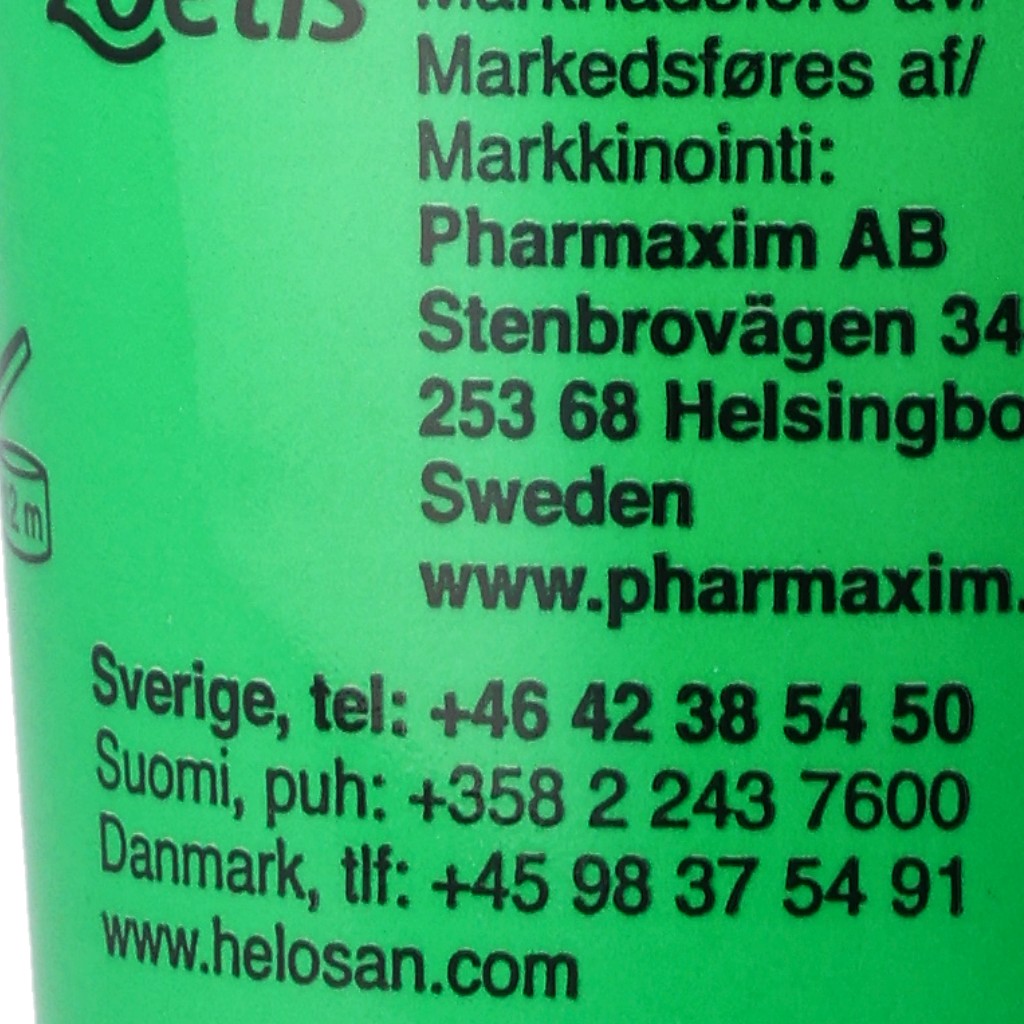 Markedsføres af/
Markkinointi:
Pharmaxim AB
Stenbrovägen 34
253 68 Helsingbo
Sweden
www.pharmaxim.
Sverige, tel: +46 42 38 54 50
Suomi, puh: +358 2 243 7600
Danmark, tlf: +45 98 37 54 91
www.helosan.com